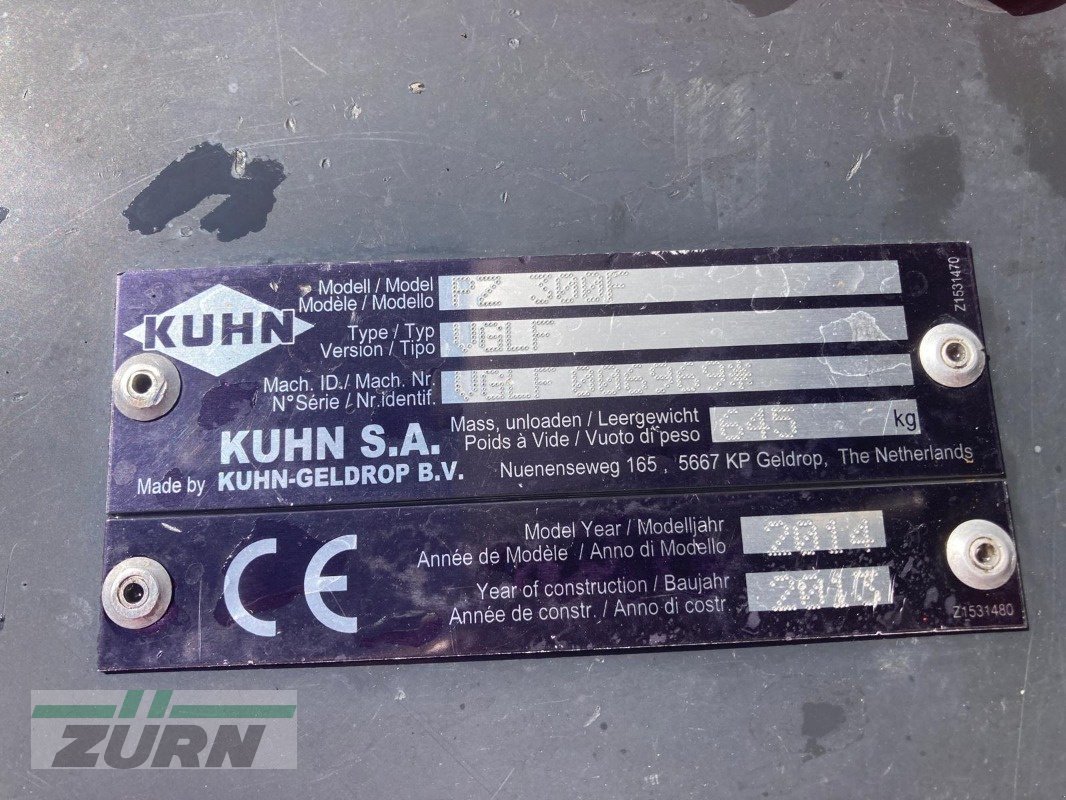 KUHN
Modell / Model PZ 300F
Modèle / Modello
Type / Typ VGLF
Version / Tipo
Mach. ID./ Mach. Nr. VGLF 006969*
N°Série / Nr.identif.
Mass, unloaden / Leergewicht 645 kg
Poids à Vide / Vuoto di peso
KUHN S.A.
Made by KUHN-GELDROP B.V.
Nuenenseweg 165 , 5667 KP Geldrop, The Netherlands
Z1531470
CE
Model Year / Modelljahr 2014
Année de Modèle / Anno di Modello
Year of construction / Baujahr
Année de constr. / Anno di costr.
Z1531480
ZÜRN